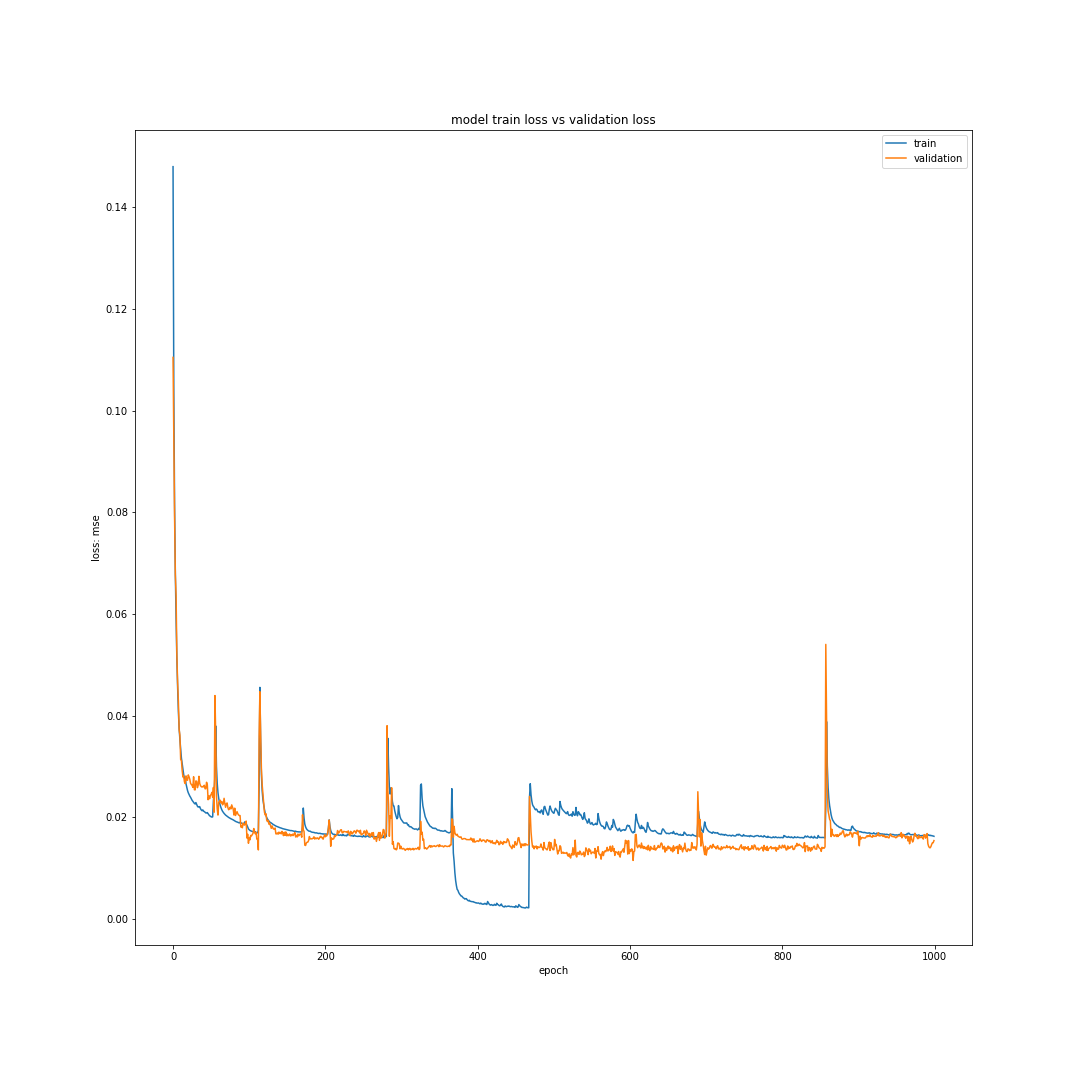 model train loss vs validation loss
train
validation
0.14
0.12
0.10
0.08
0.06
0.04
0.02
0.00
loss: mse
0 200 400 600 800 1000
epoch